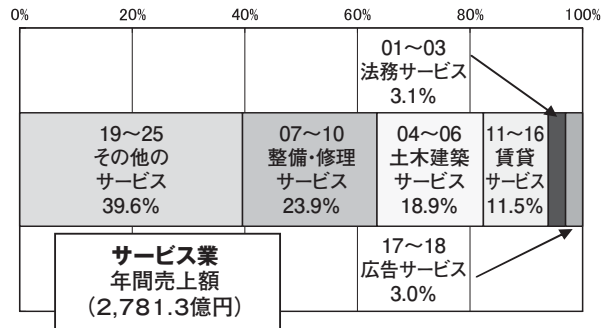 0%
20%
40%
60%
80%
100%
01～03
法務サービス
3.1%
19～25
その他の
サービス
39.6%
07～10
整備・修理
サービス
23.9%
04～06
土木建築
サービス
18.9%
11～16
賃貸
サービス
11.5%
17～18
広告サービス
3.0%
サービス業
年間売上額
（2,781.3億円）